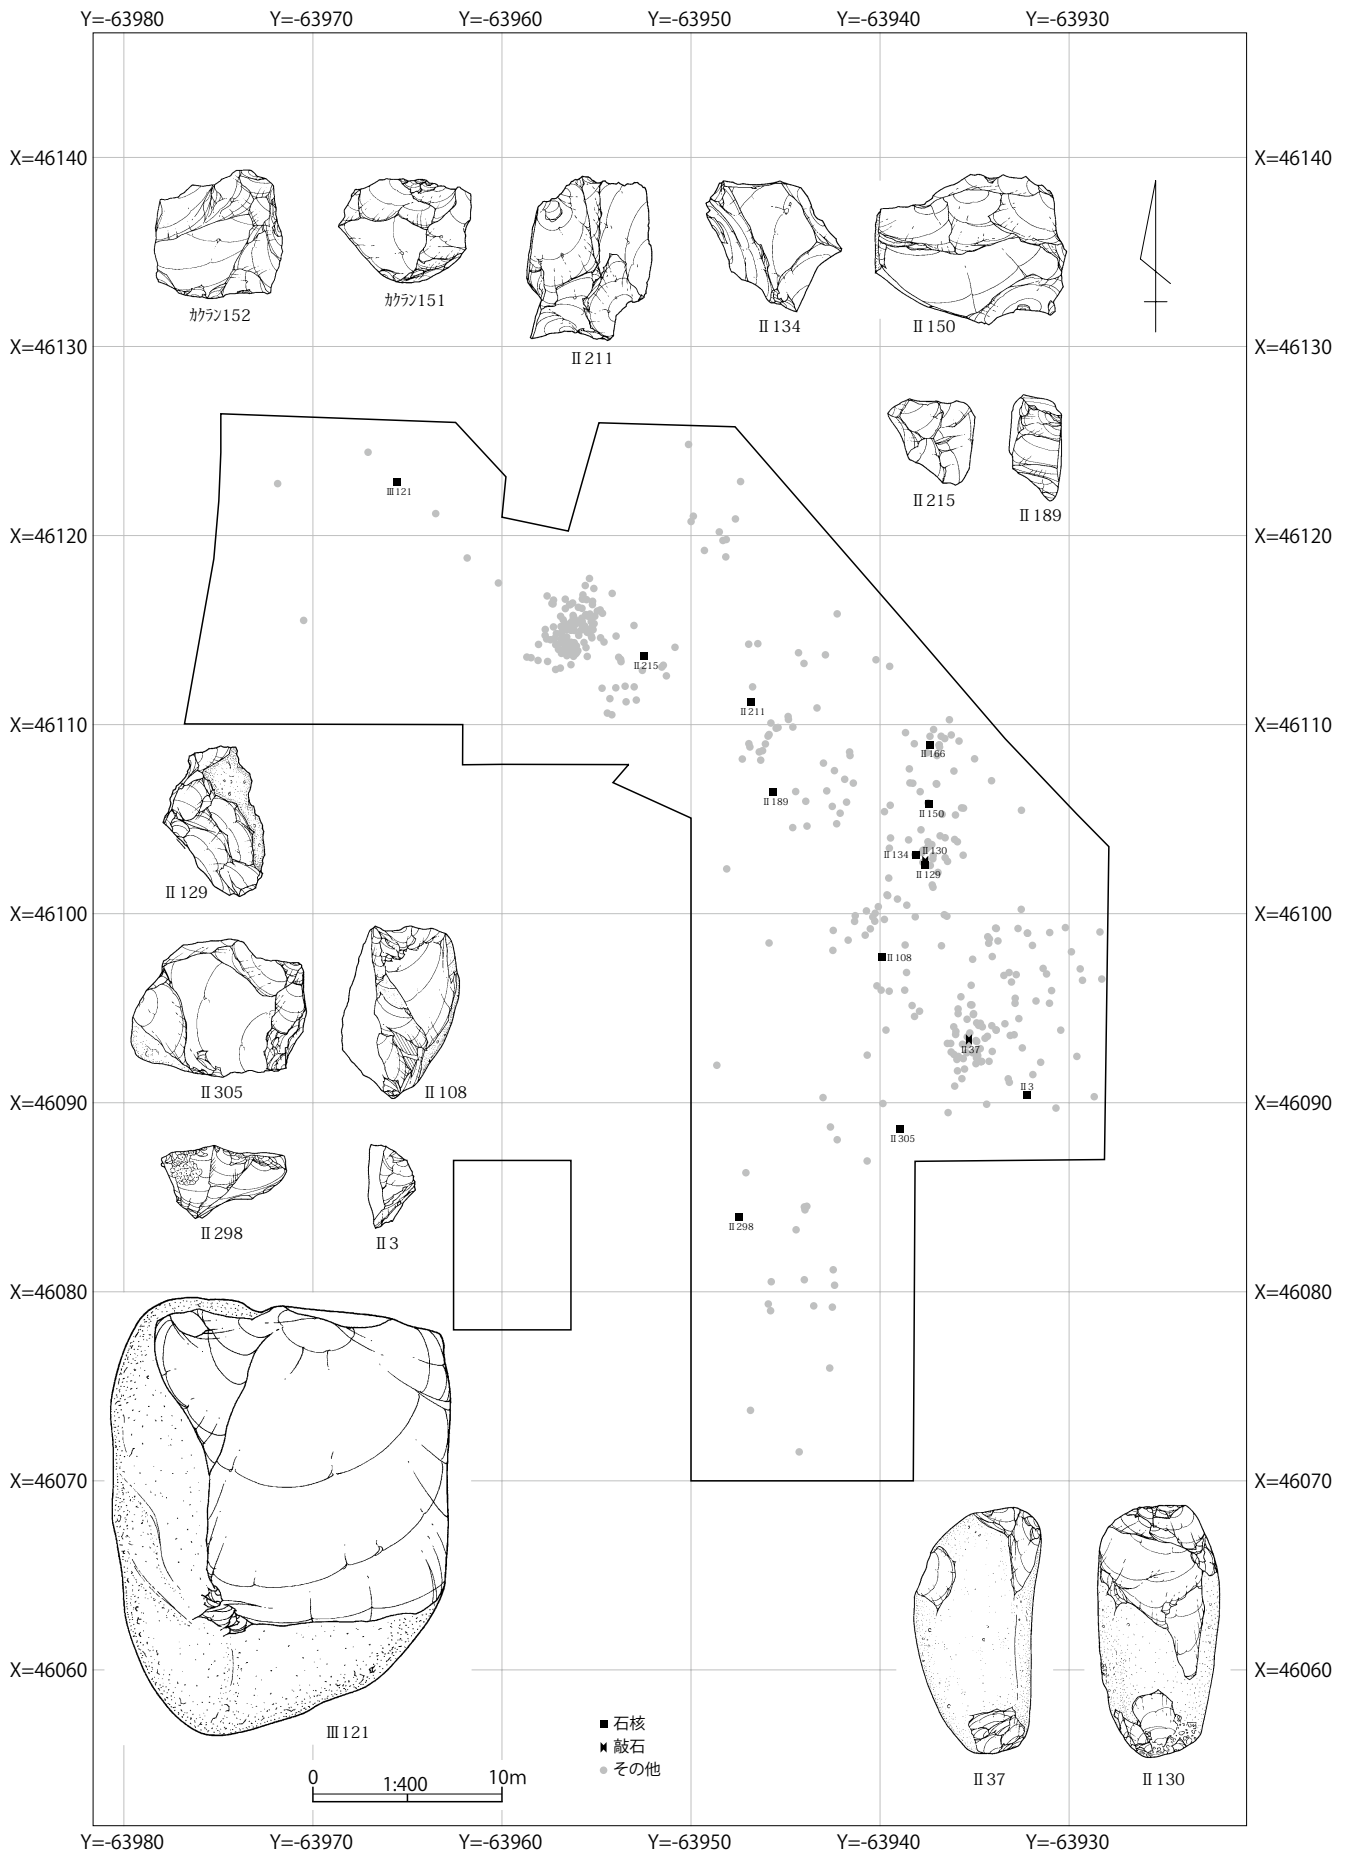 Y=-63980 Y=-63970 Y=-63960 Y=-63950 Y=-63940 Y=-63930
X=46140 X=46140
ｶｸﾗﾝ152 ｶｸﾗﾝ151 Ⅱ211 Ⅱ134 Ⅱ150
X=46130 X=46130
Ⅱ215 Ⅱ189
Ⅲ121
X=46120 X=46120
Ⅱ215
Ⅱ211
X=46110 X=46110
Ⅱ166
Ⅱ189
Ⅱ150
Ⅱ134 Ⅱ130
Ⅱ129
Ⅱ129
X=46100 X=46100
Ⅱ108
Ⅱ37
Ⅱ305 Ⅱ108
Ⅱ3
X=46090 X=46090
Ⅱ305
Ⅱ298
Ⅱ298 Ⅱ3
X=46080 X=46080
X=46070 X=46070
X=46060 X=46060
Ⅲ121
石核
敲石
その他
Ⅱ37 Ⅱ130
0 1:400 10m
Y=-63980 Y=-63970 Y=-63960 Y=-63950 Y=-63940 Y=-63930